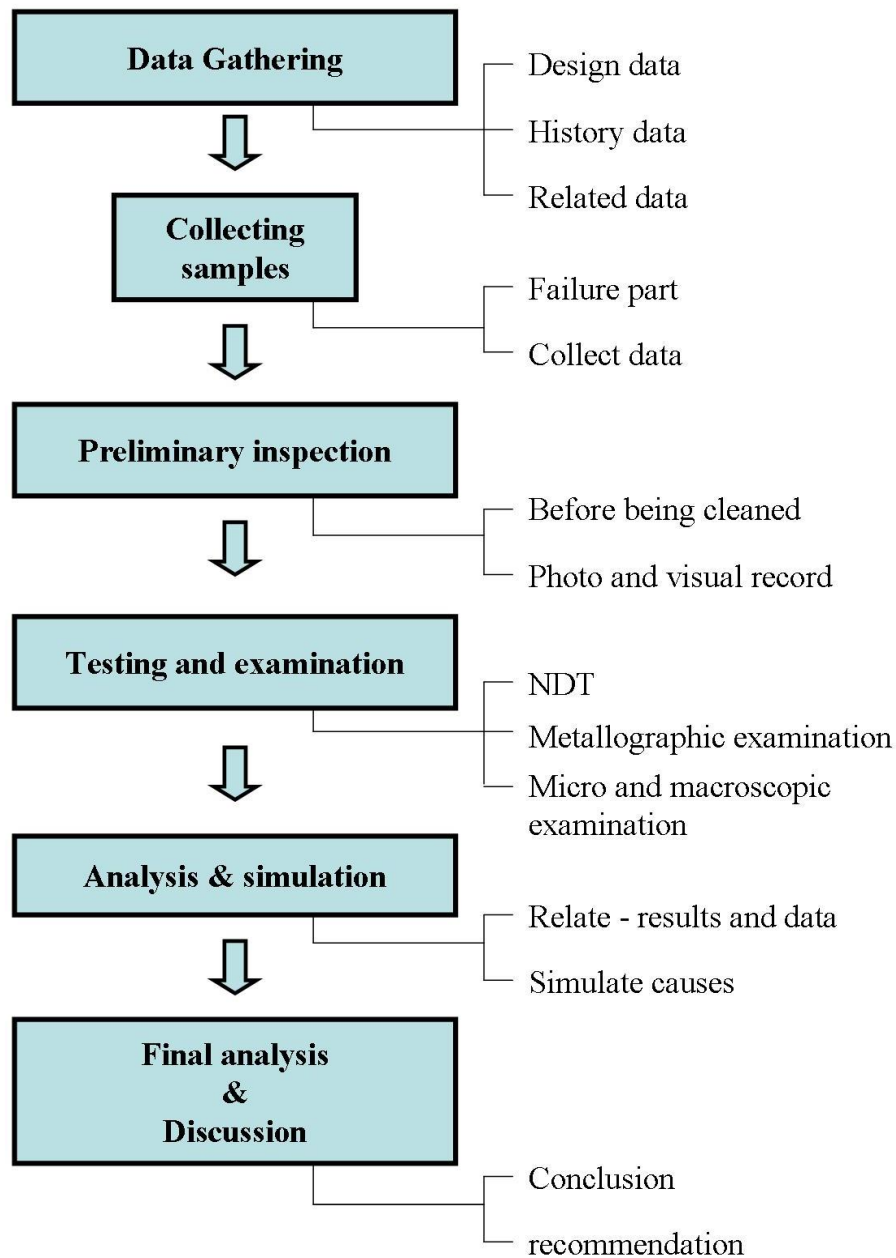 Data Gathering
Design data
History data
Related data
Collecting
samples
Failure part
Collect data
Preliminary inspection
Before being cleaned
Photo and visual record
Testing and examination
NDT
Metallographic examination
Micro and macroscopic
examination
Analysis & simulation
Relate - results and data
Simulate causes
Final analysis
&
Discussion
Conclusion
recommendation